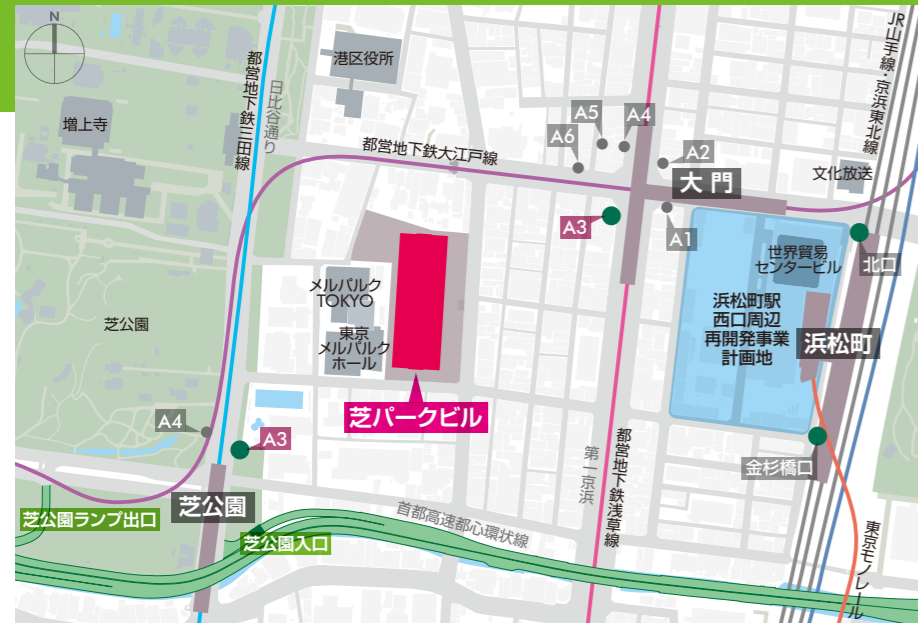 N
増上寺
都営地下鉄三田線
日比谷通り
港区役所
都営地下鉄大江戸線
A6
A5
A4
A2
大門
A3
A1
JR山手線・京浜東北線
文化放送
世界貿易
センタービル
北口
浜松町駅
西口周辺
再開発事業
計画地
浜松町
金杉橋口
メルパルク
TOKYO
東京
メルパルク
ホール
芝パークビル
芝公園
A4
A3
芝公園
芝公園ランプ出口
芝公園入口
首都高速都心環状線
第一京浜
都営地下鉄浅草線
東京モノレール